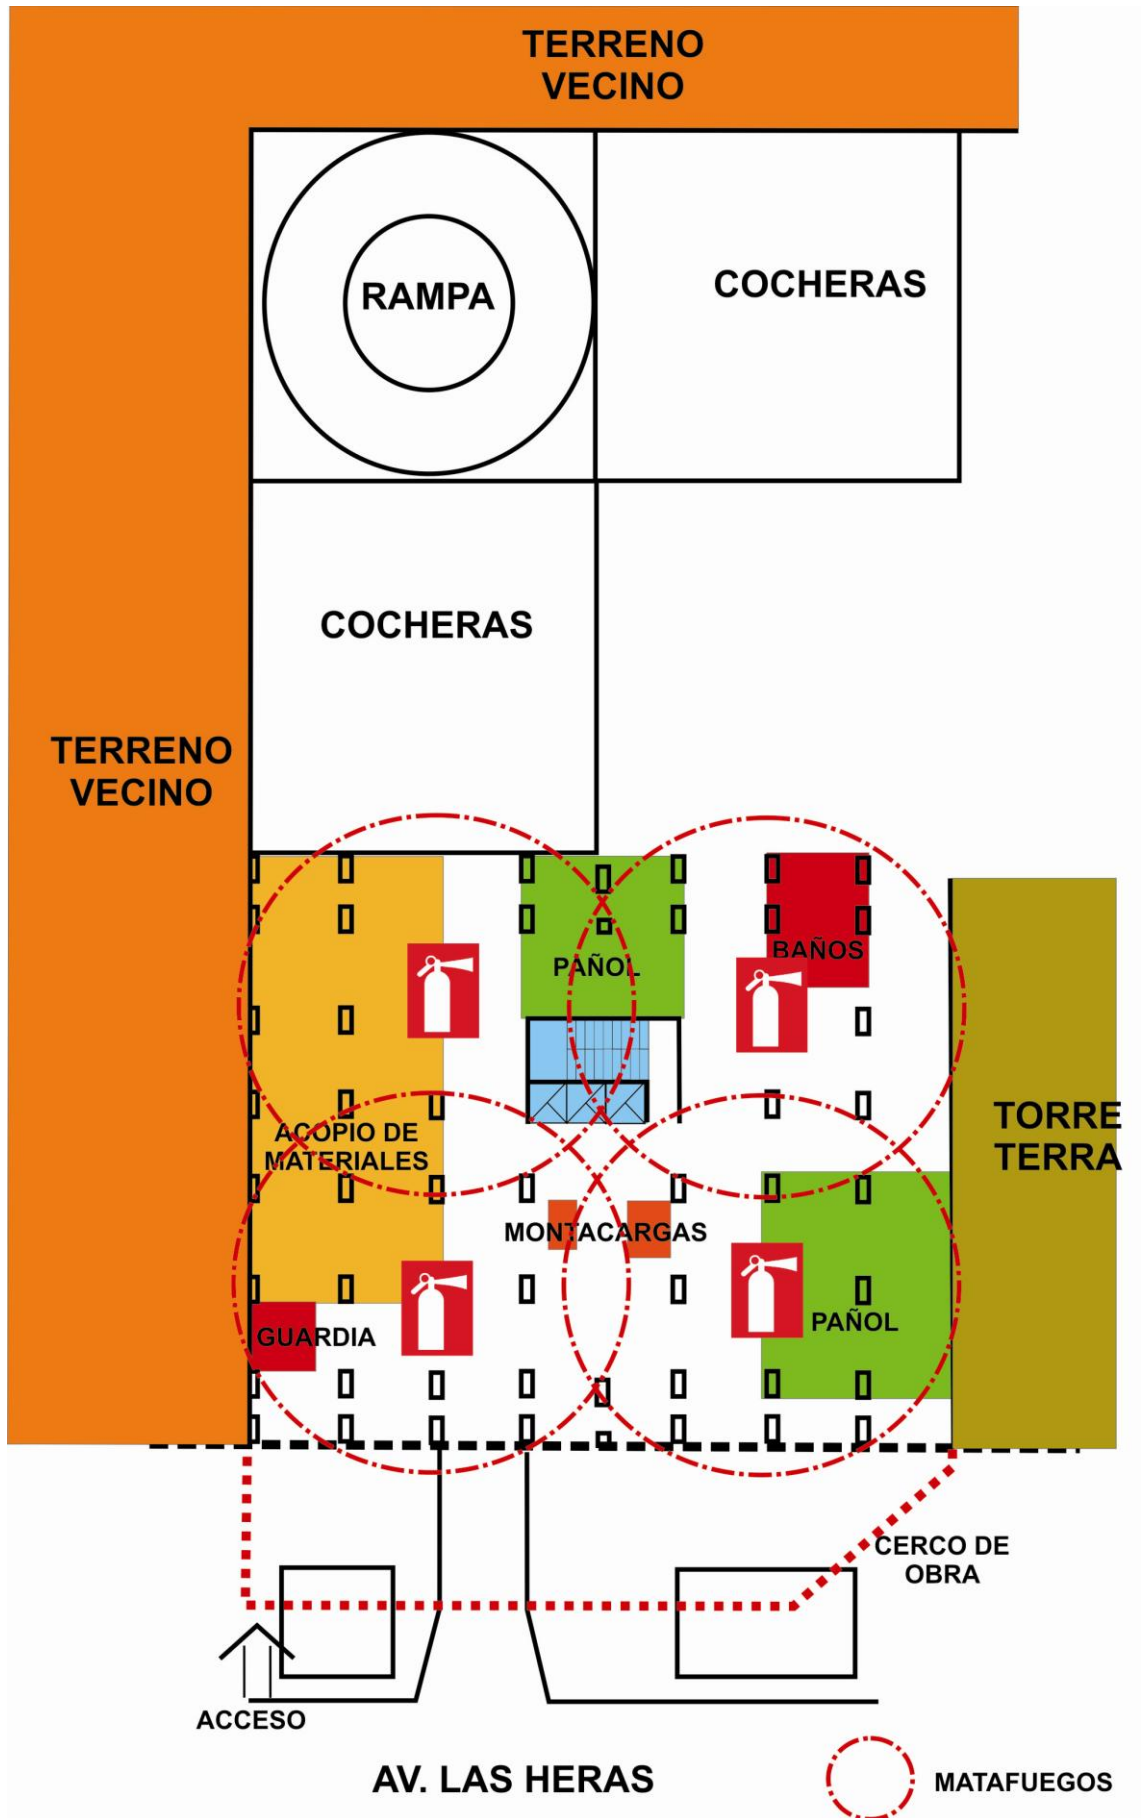 TERRENO
VECINO
RAMPA
COCHERAS
COCHERAS
TERRENO
VECINO
PAÑOL
BAÑOS
ACOPIO DE
MATERIALES
TORRE
TERRA
MONTACARGAS
GUARDIA
PAÑOL
CERCO DE
OBRA
ACCESO
AV. LAS HERAS
MATAFUEGOS